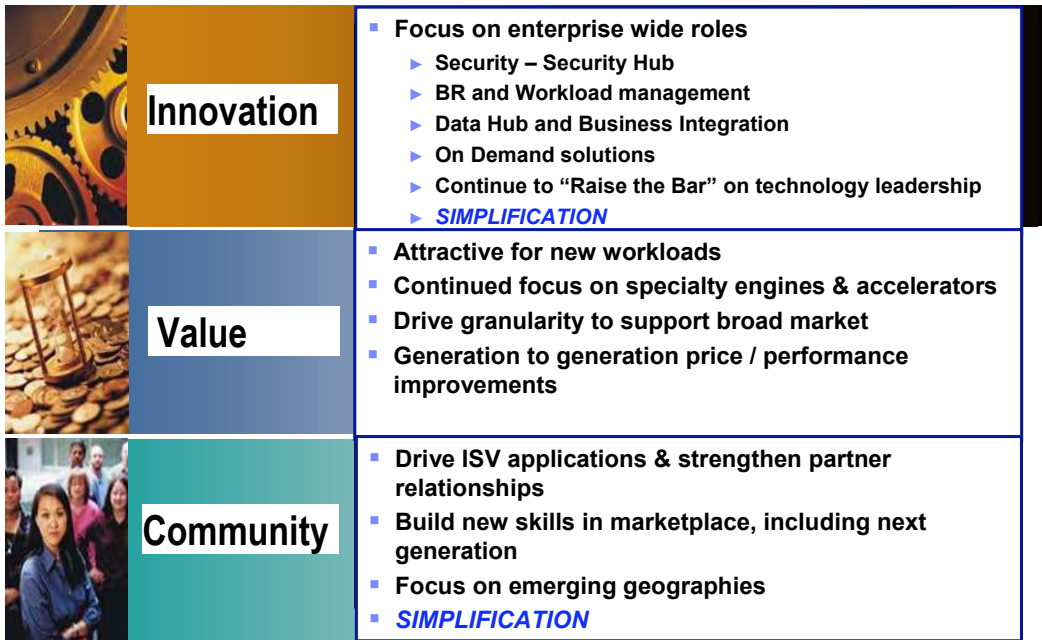 Innovation
Focus on enterprise wide roles
Security – Security Hub
BR and Workload management
Data Hub and Business Integration
On Demand solutions
Continue to “Raise the Bar” on technology leadership
SIMPLIFICATION
Value
Attractive for new workloads
Continued focus on specialty engines & accelerators
Drive granularity to support broad market
Generation to generation price / performance
improvements
Community
Drive ISV applications & strengthen partner
relationships
Build new skills in marketplace, including next
generation
Focus on emerging geographies
SIMPLIFICATION